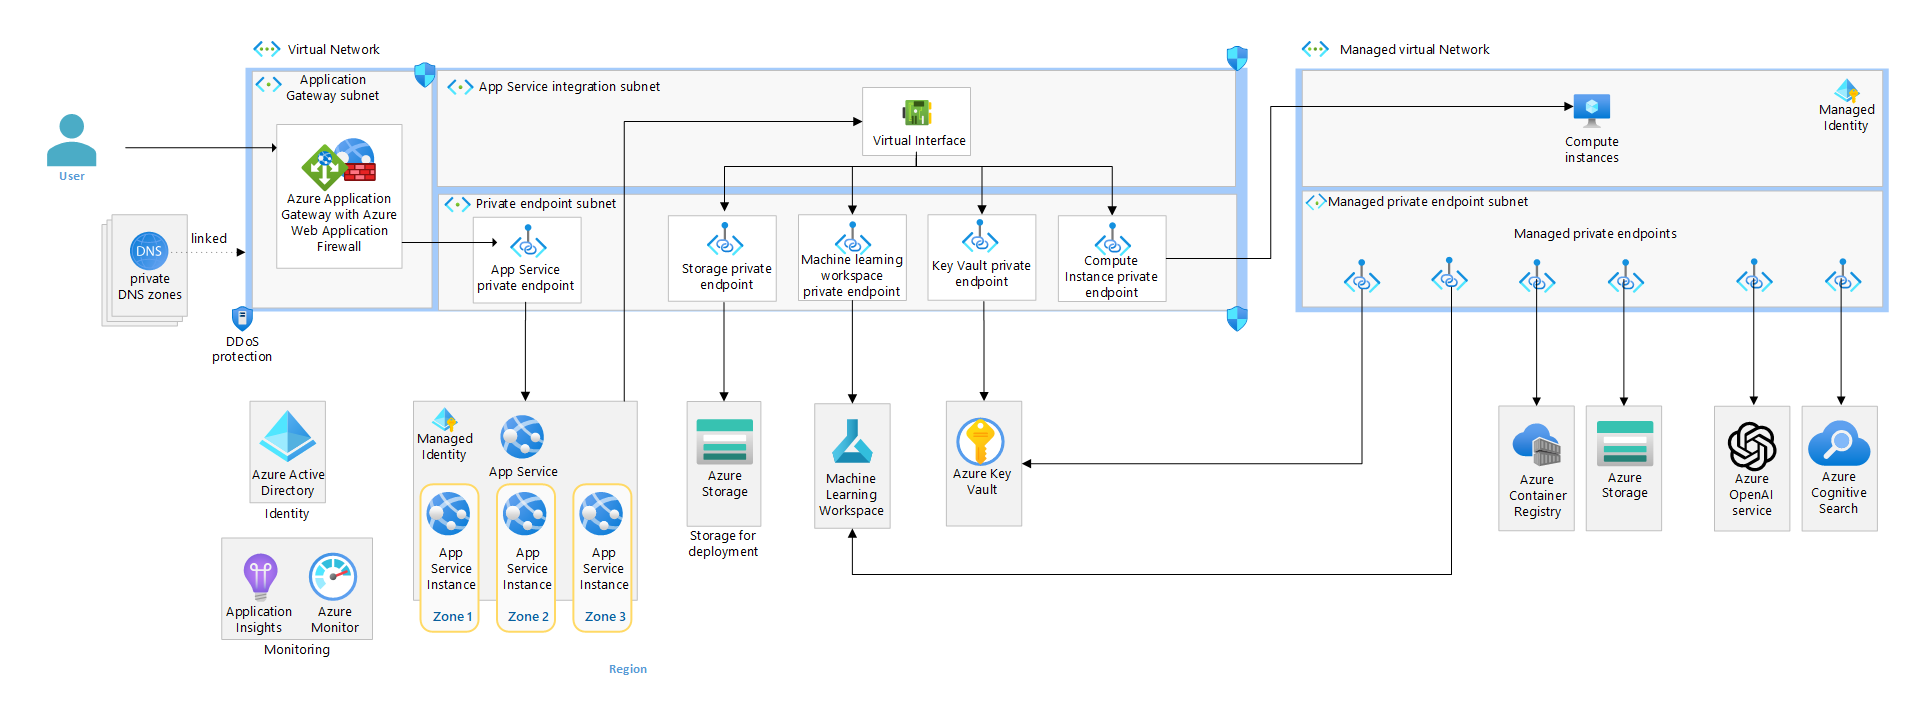 Virtual Network
Managed virtual Network
Application
Gateway subnet
App Service integration subnet
Virtual Interface
Managed
Identity
Compute
instances
User
Azure Application
Gateway with Azure
Web Application
Firewall
Private endpoint subnet
Managed private endpoint subnet
Managed private endpoints
linked
DNS
private
DNS zones
App Service
private endpoint
Storage private
endpoint
Machine learning
workspace
private endpoint
Key Vault private
endpoint
Compute
Instance private
endpoint
DDoS
protection
Azure Active
Directory
Identity
Managed
Identity
App Service
App
Service
Instance
Zone 1
App
Service
Instance
Zone 2
App
Service
Instance
Zone 3
Azure
Storage
Storage for
deployment
Machine
Learning
Workspace
Azure Key
Vault
Azure
Container
Registry
Azure
Storage
Azure
OpenAI
service
Azure
Cognitive
Search
Application
Insights
Azure
Monitor
Monitoring
Region